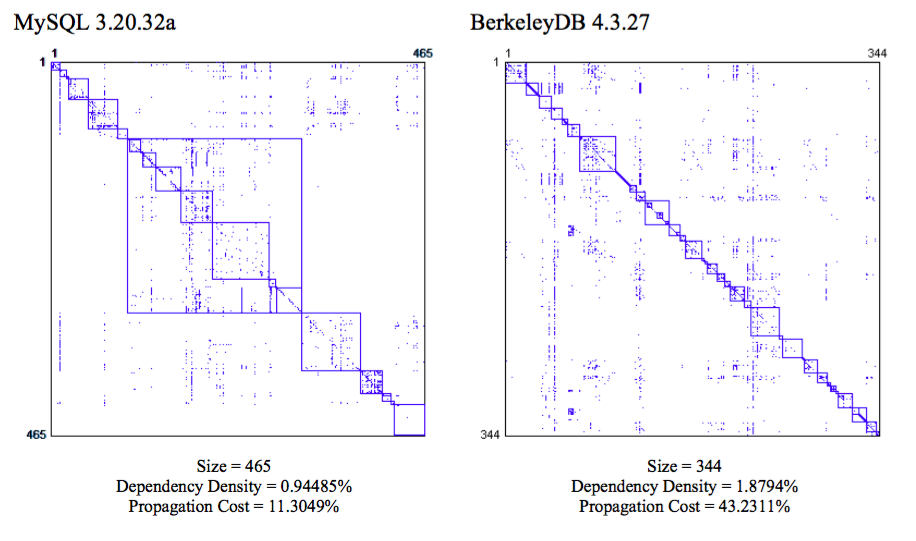 MySQL 3.20.32a
1
465
1
465
Size = 465
Dependency Density = 0.94485%
Propagation Cost = 11.3049%
BerkeleyDB 4.3.27
1
344
1
344
Size = 344
Dependency Density = 1.8794%
Propagation Cost = 43.2311%